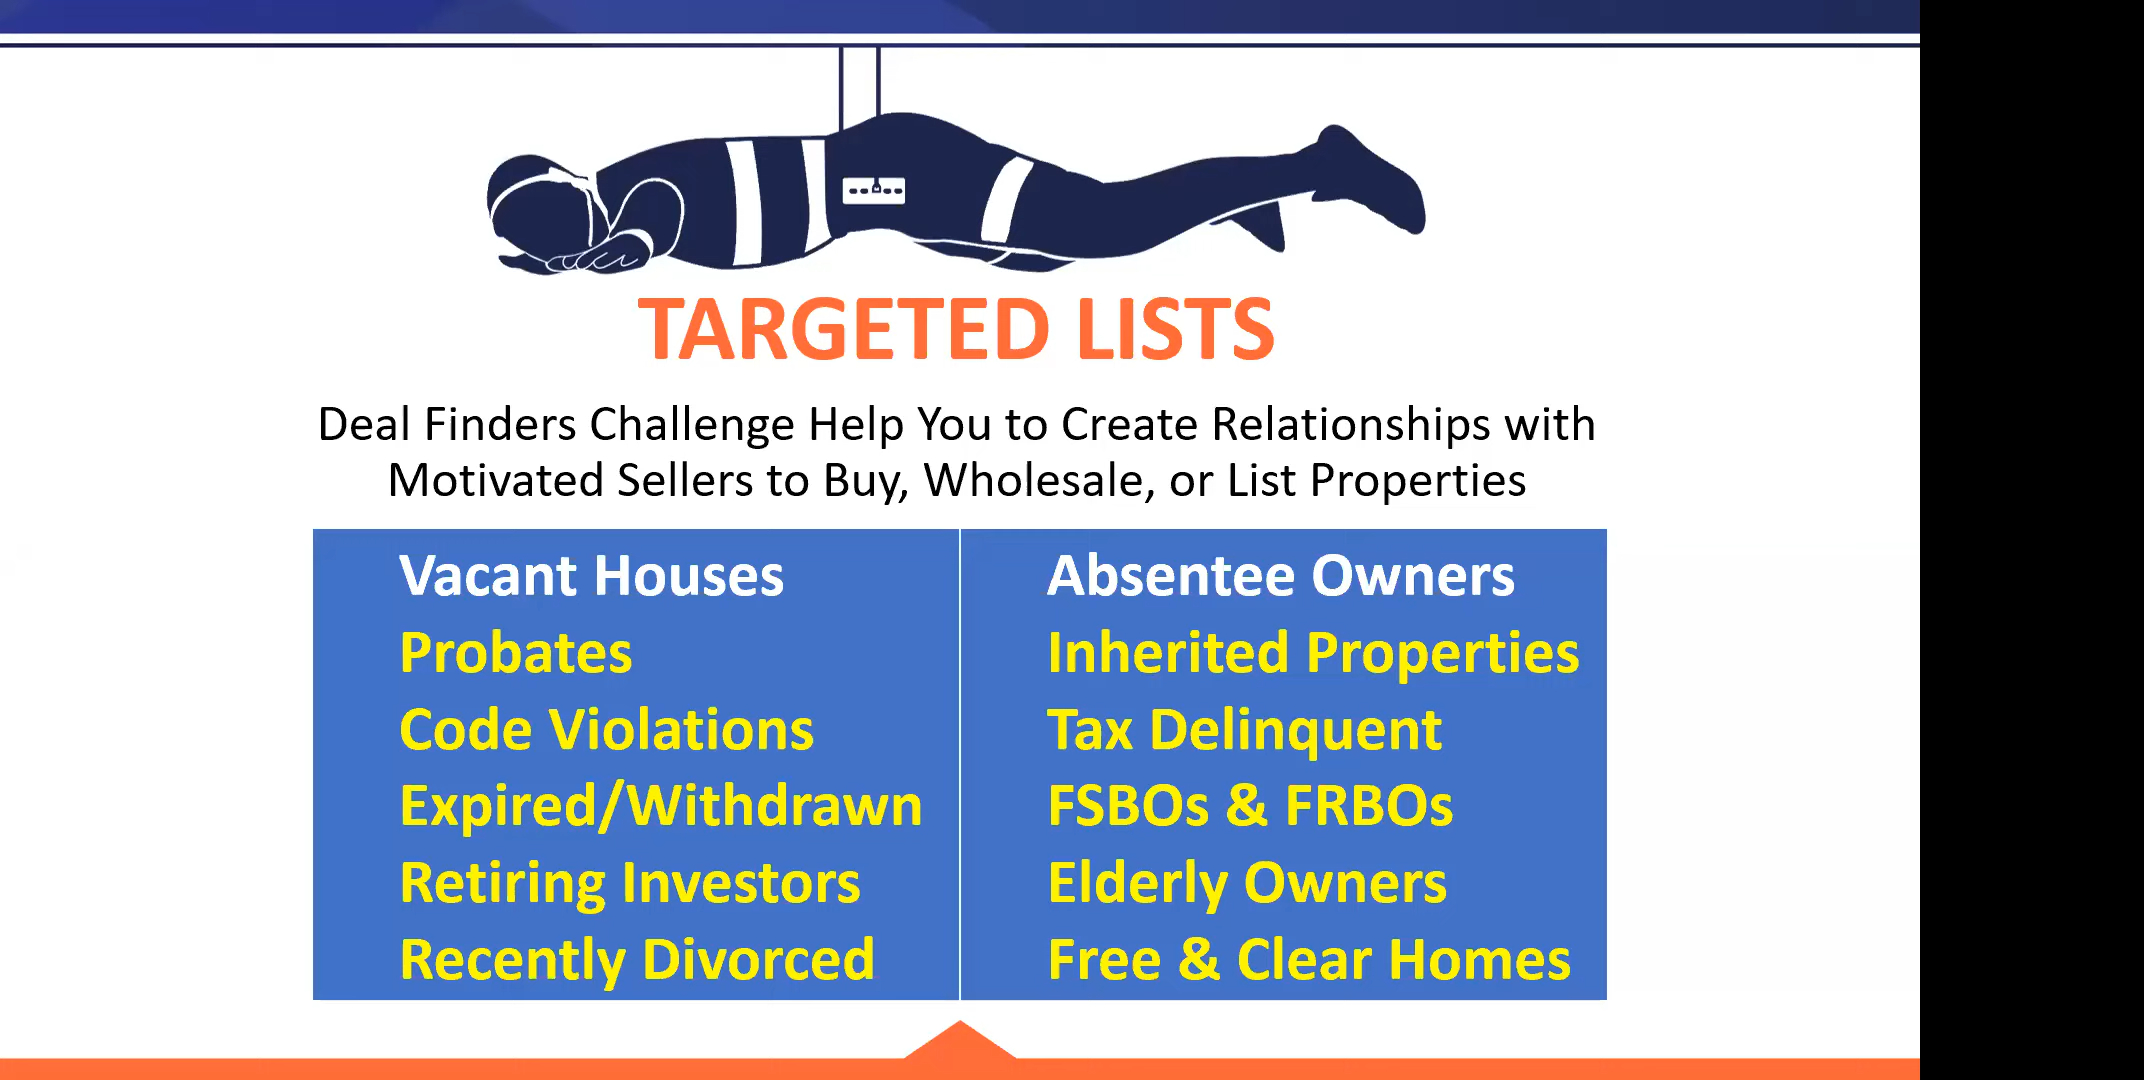 TARGETED LISTS
Deal Finders Challenge Help You to Create Relationships with
Motivated Sellers to Buy, Wholesale, or List Properties
Vacant Houses
Probates
Code Violations
Expired/Withdrawn
Retiring Investors
Recently Divorced
Absentee Owners
Inherited Properties
Tax Delinquent
FSBOs & FRBOs
Elderly Owners
Free & Clear Homes